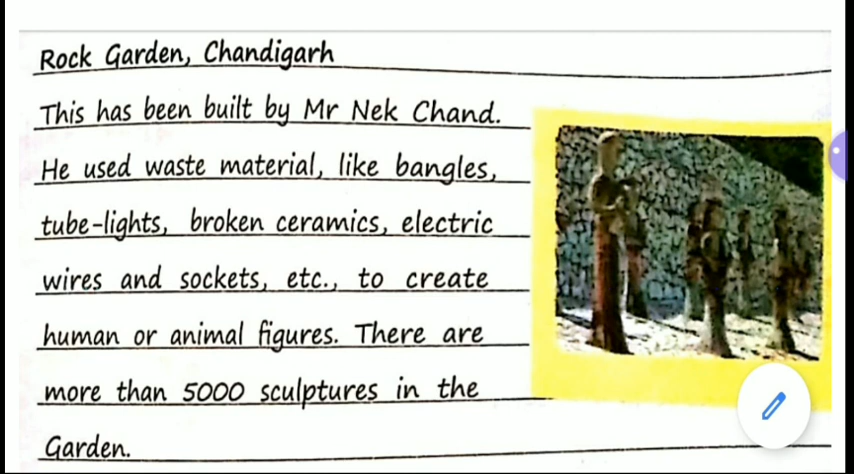 Rock Garden, Chandigarh
This has been built by Mr Nek Chand.
He used waste material, like bangles,
tube-lights, broken ceramics, electric
wires and sockets, etc., to create
human or animal figures. There are
more than 5000 sculptures in the
Garden.